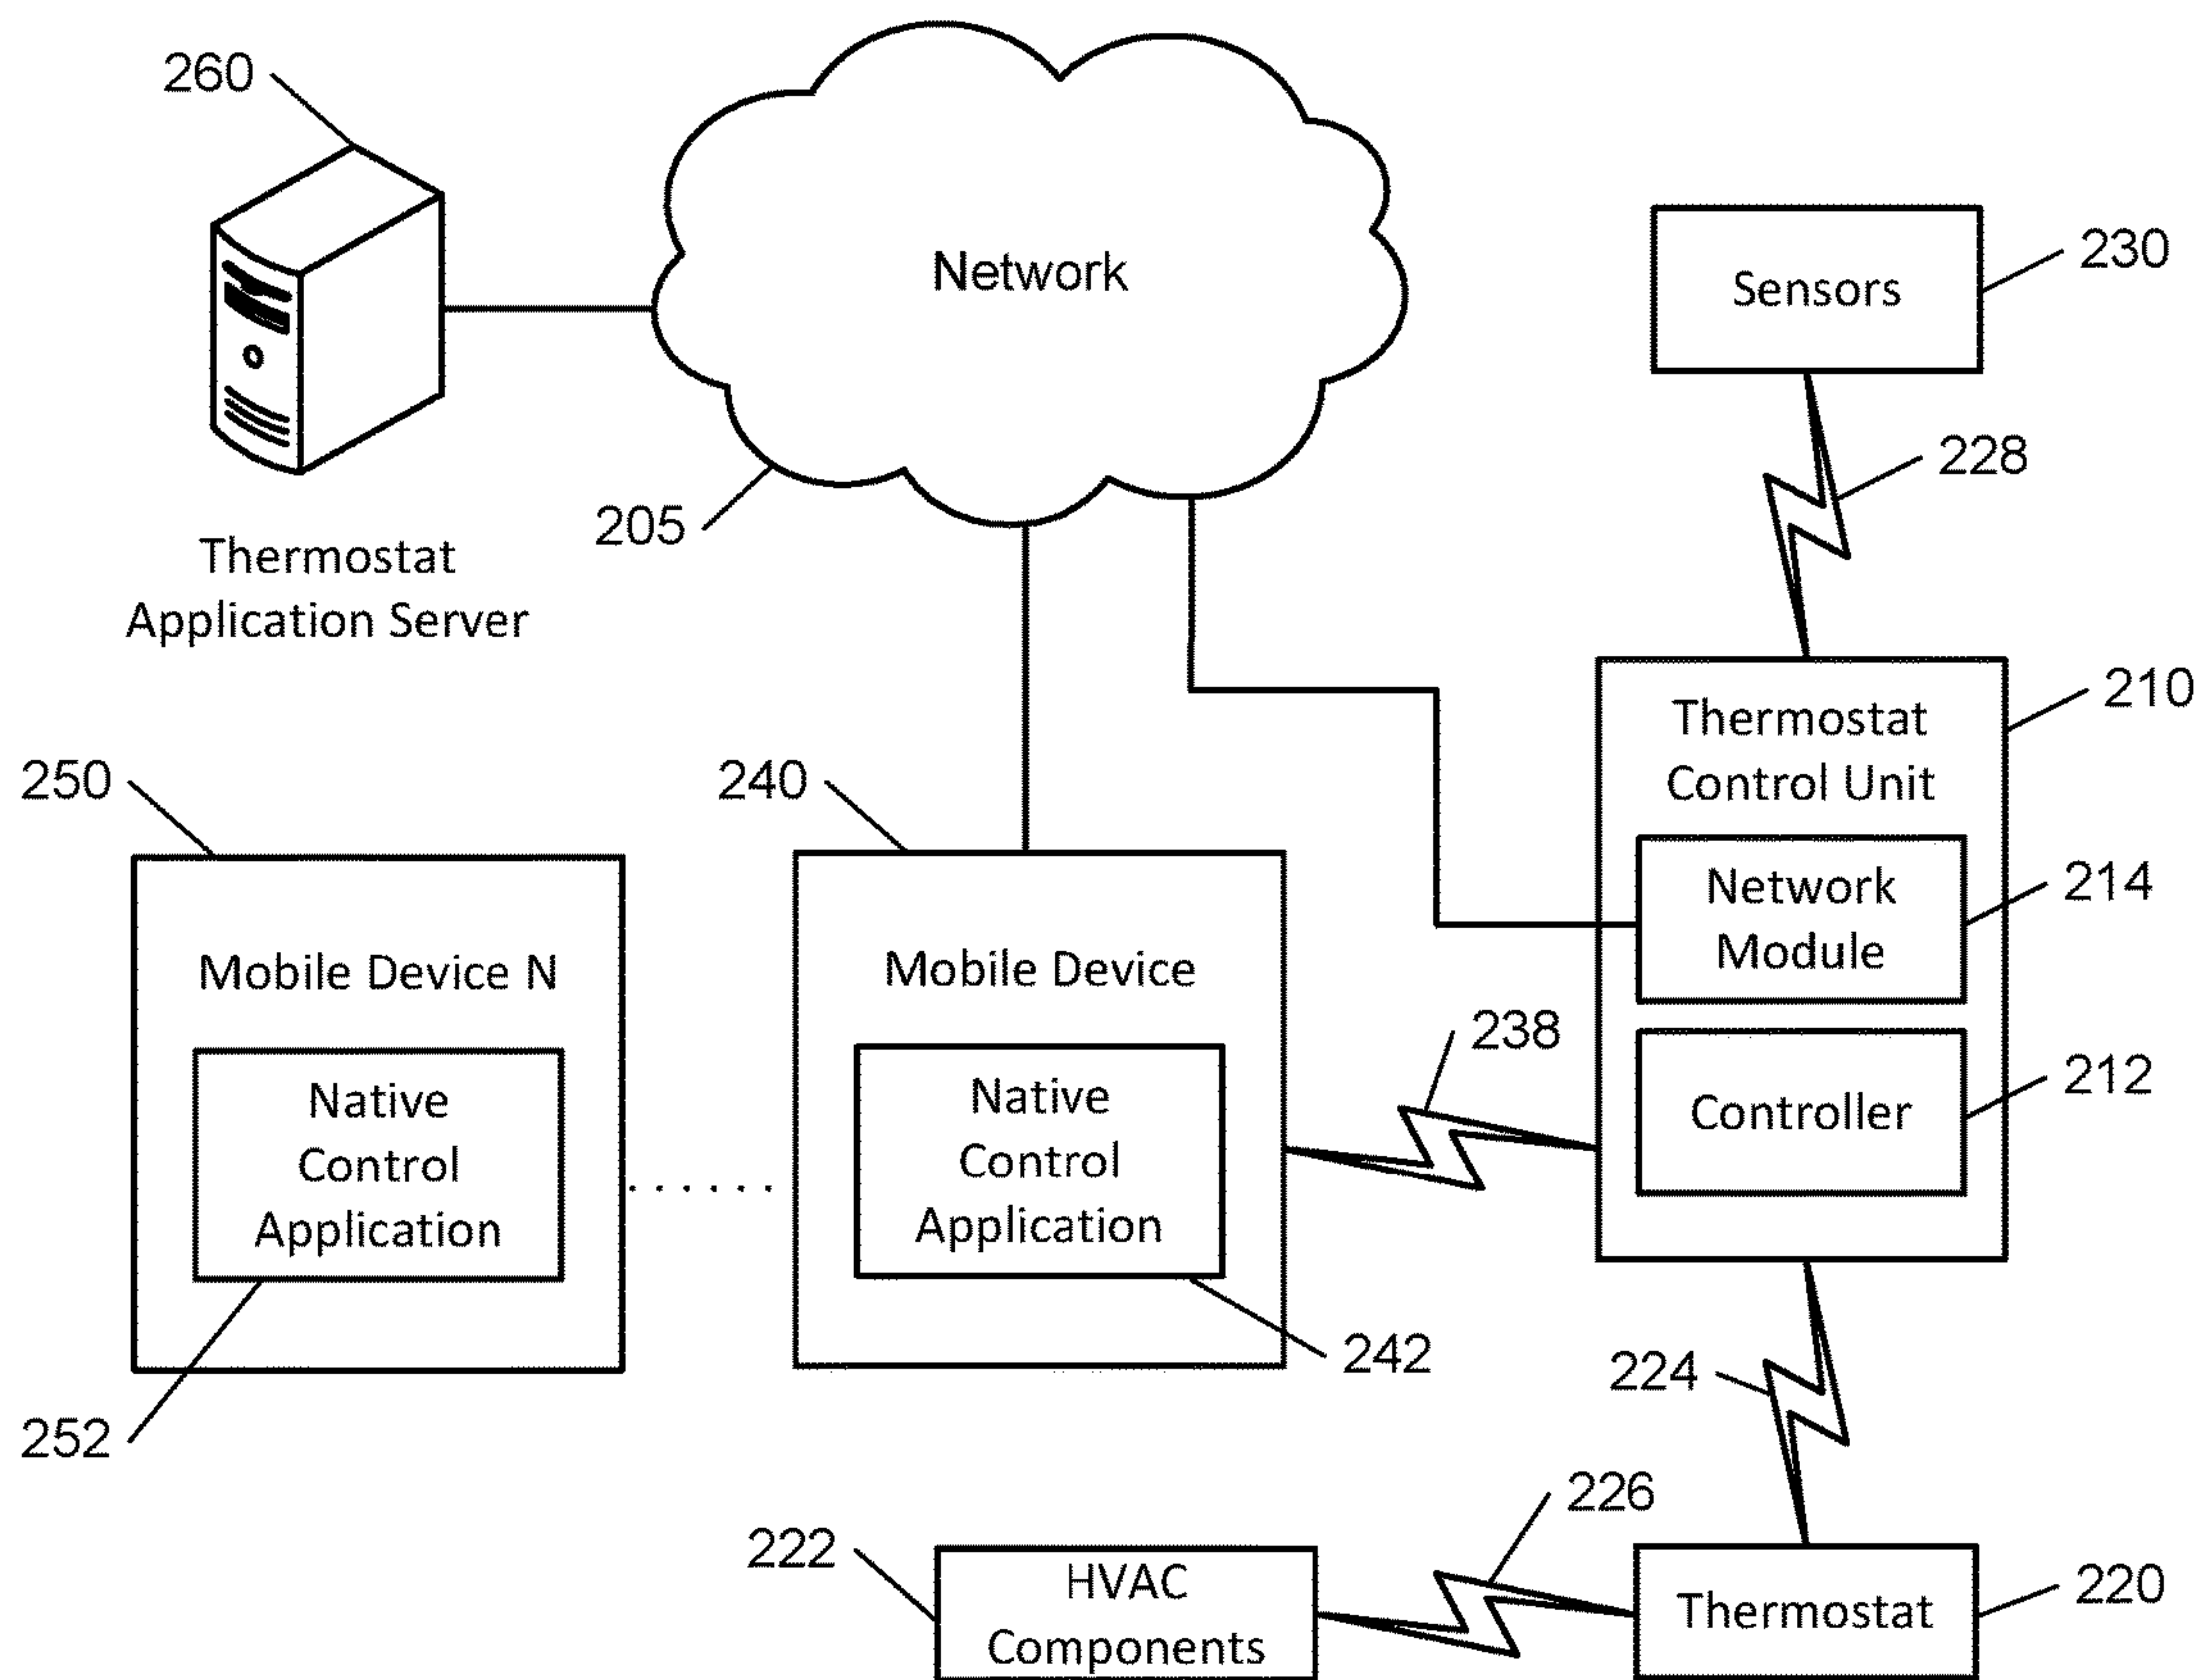 260
Network
230
Sensors
228
205
Thermostat
Application Server
210
Thermostat
Control Unit
250
240
214
Network
Module
Mobile Device N
Mobile Device
238
212
Native
Control
Application
Native
Control
Application
Controller
......
242
224
252
226
222
HVAC
Components
220
Thermostat